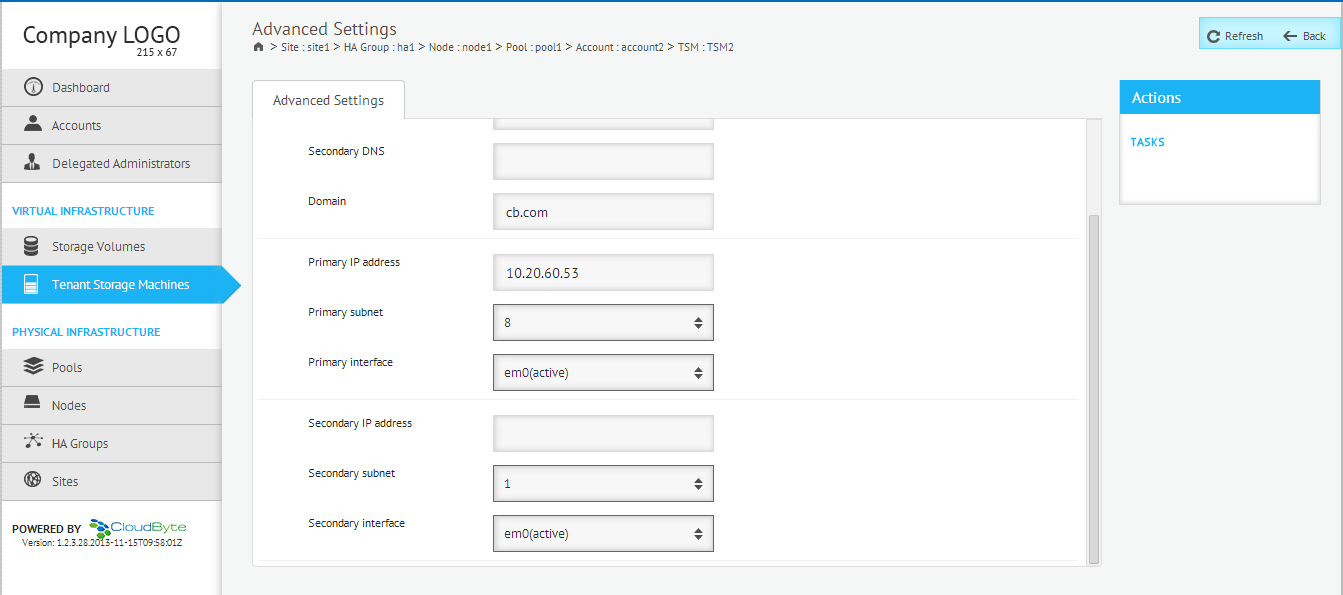 Company LOGO
215 x 67
Dashboard
Accounts
Delegated Administrators
VIRTUAL INFRASTRUCTURE
Storage Volumes
Tenant Storage Machines
PHYSICAL INFRASTRUCTURE
Pools
Nodes
HA Groups
Sites
POWERED BY CloudByte
Version: 1.2.3.28.2013-11-15T09:58:01Z
Advanced Settings
> Site : site1 > HA Group : ha1 > Node : node1 > Pool : pool1 > Account : account2 > TSM : TSM2
Refresh Back
Advanced Settings
Secondary DNS
Domain cb.com
Primary IP address 10.20.60.53
Primary subnet 8
Primary interface em0(active)
Secondary IP address
Secondary subnet 1
Secondary interface em0(active)
Actions
TASKS